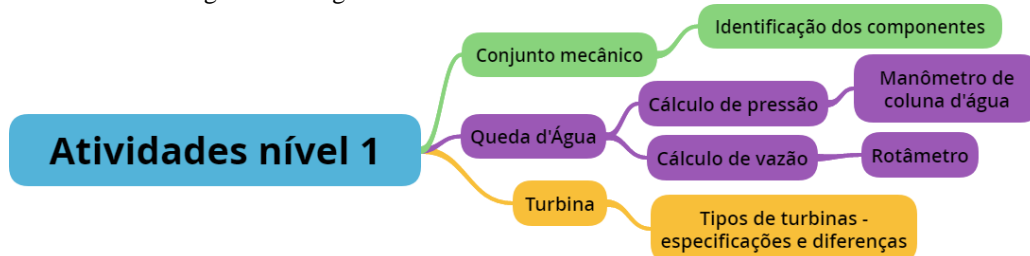 Identificação dos componentes
Conjunto mecânico
Manômetro de
coluna d'água
Cálculo de pressão
Queda d'Água
Atividades nível 1
Cálculo de vazão
Rotâmetro
Turbina
Tipos de turbinas -
especificações e diferenças